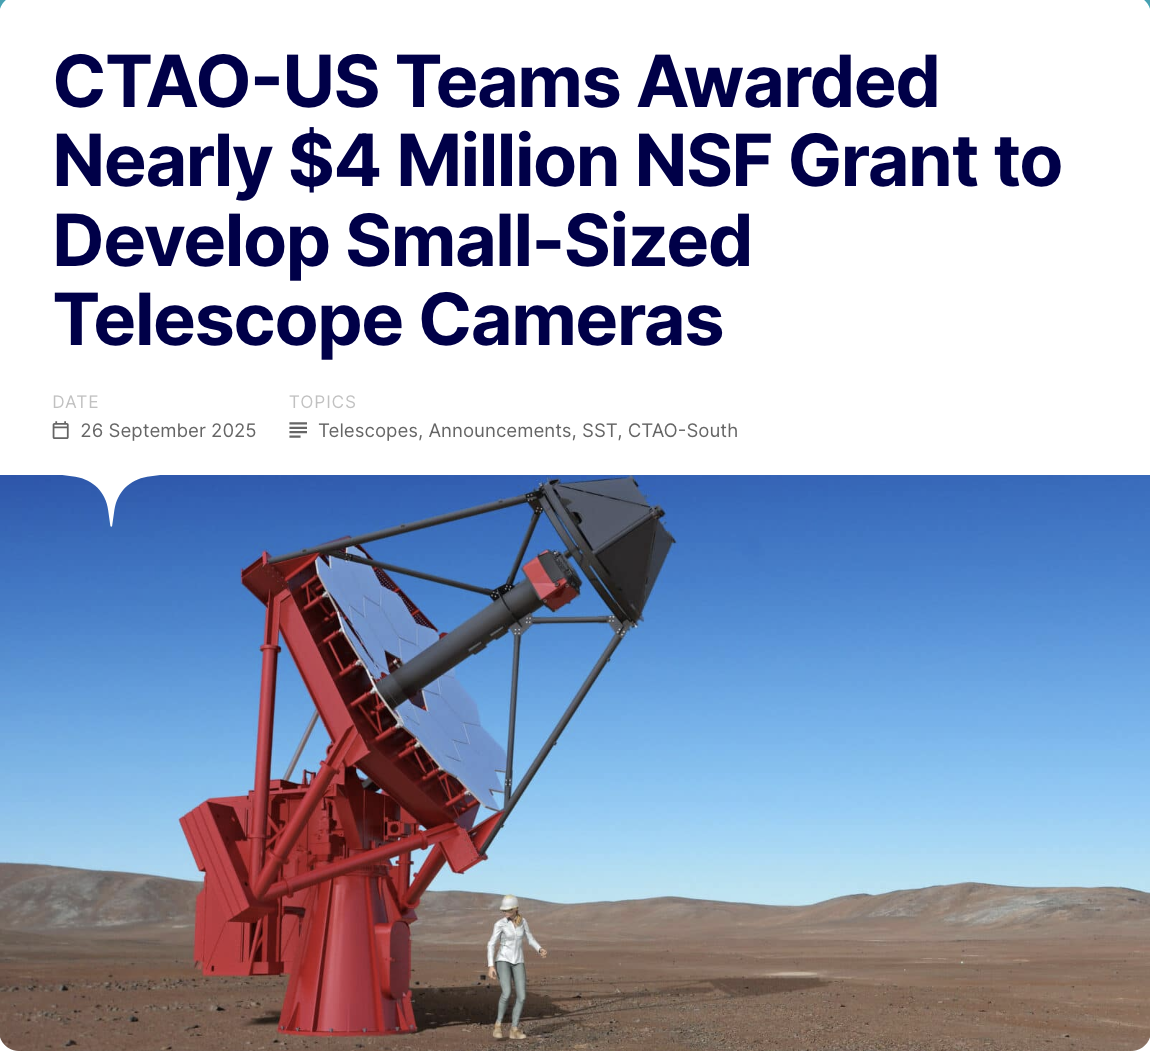 CTAO-US Teams Awarded
Nearly $4 Million NSF Grant to
Develop Small-Sized
Telescope Cameras
DATE
26 September 2025
TOPICS
Telescopes, Announcements, SST, CTAO-South